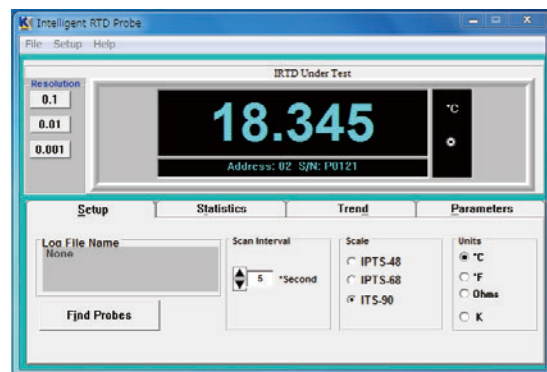 Intelligent RTD Probe
File Setup Help
IRTD Under Test
Resolution
0.1
0.01
0.001
18.345
°C
Address: 02 S/N: P0121
Setup Statistics Trend Parameters
Log File Name
None
Find Probes
Scan Interval
5 *Second
Scale
IPTS-48
IPTS-68
ITS-90
Units
°C
°F
Ohms
K